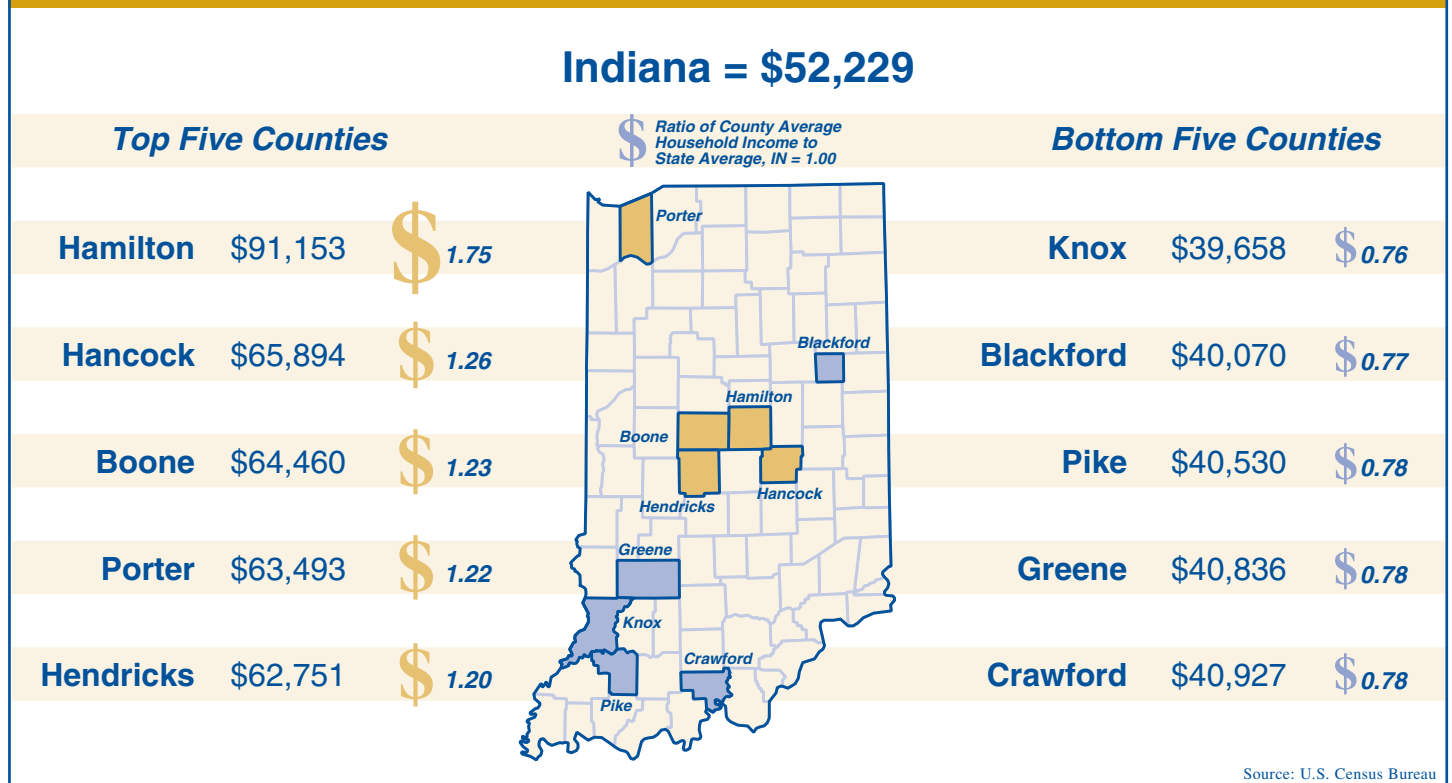 Indiana = $52,229
Top Five Counties
$ Ratio of County Average
Household Income to
State Average, IN = 1.00
Bottom Five Counties
Hamilton $91,153 $ 1.75
Hancock $65,894 $ 1.26
Boone $64,460 $ 1.23
Porter $63,493 $ 1.22
Hendricks $62,751 $ 1.20
Porter
Blackford
Hamilton
Boone
Hancock
Hendricks
Greene
Knox
Crawford
Pike
Knox $39,658 $ 0.76
Blackford $40,070 $ 0.77
Pike $40,530 $ 0.78
Greene $40,836 $ 0.78
Crawford $40,927 $ 0.78
Source: U.S. Census Bureau